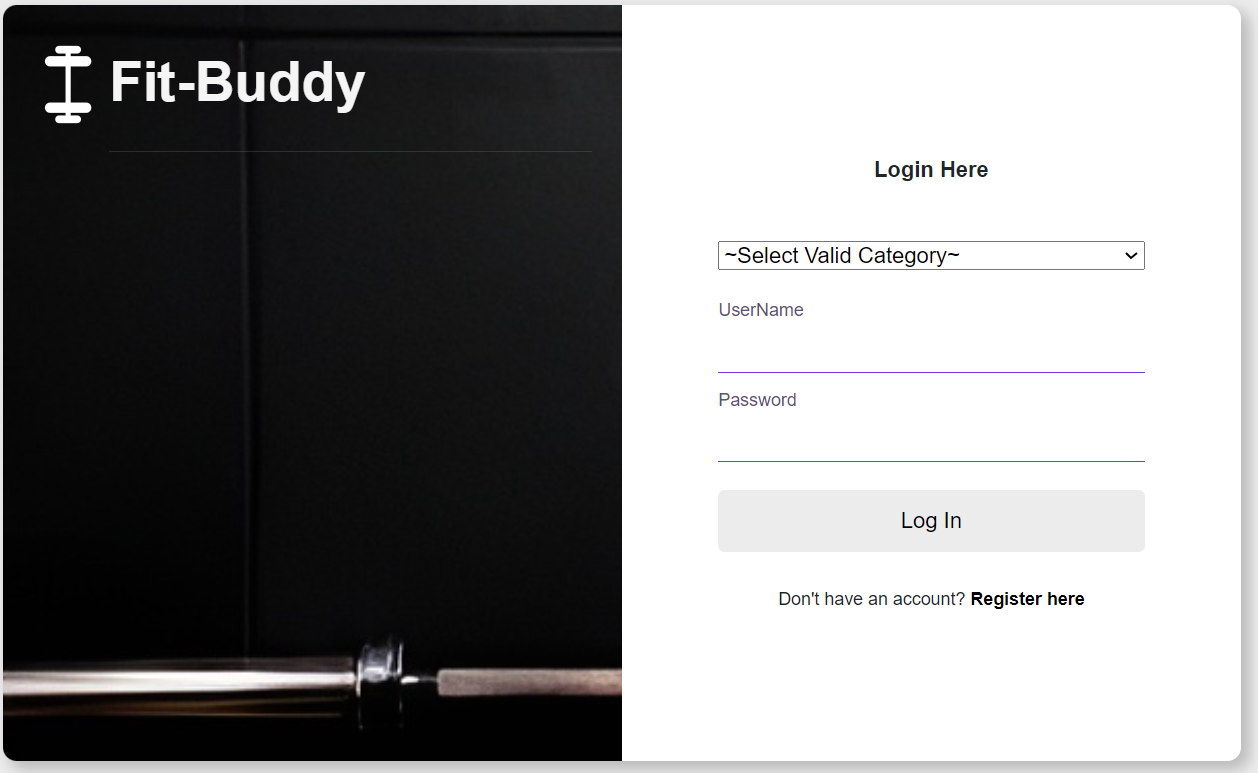 Fit-Buddy
Login Here
~Select Valid Category~
UserName
Password
Log In
Don't have an account? Register here